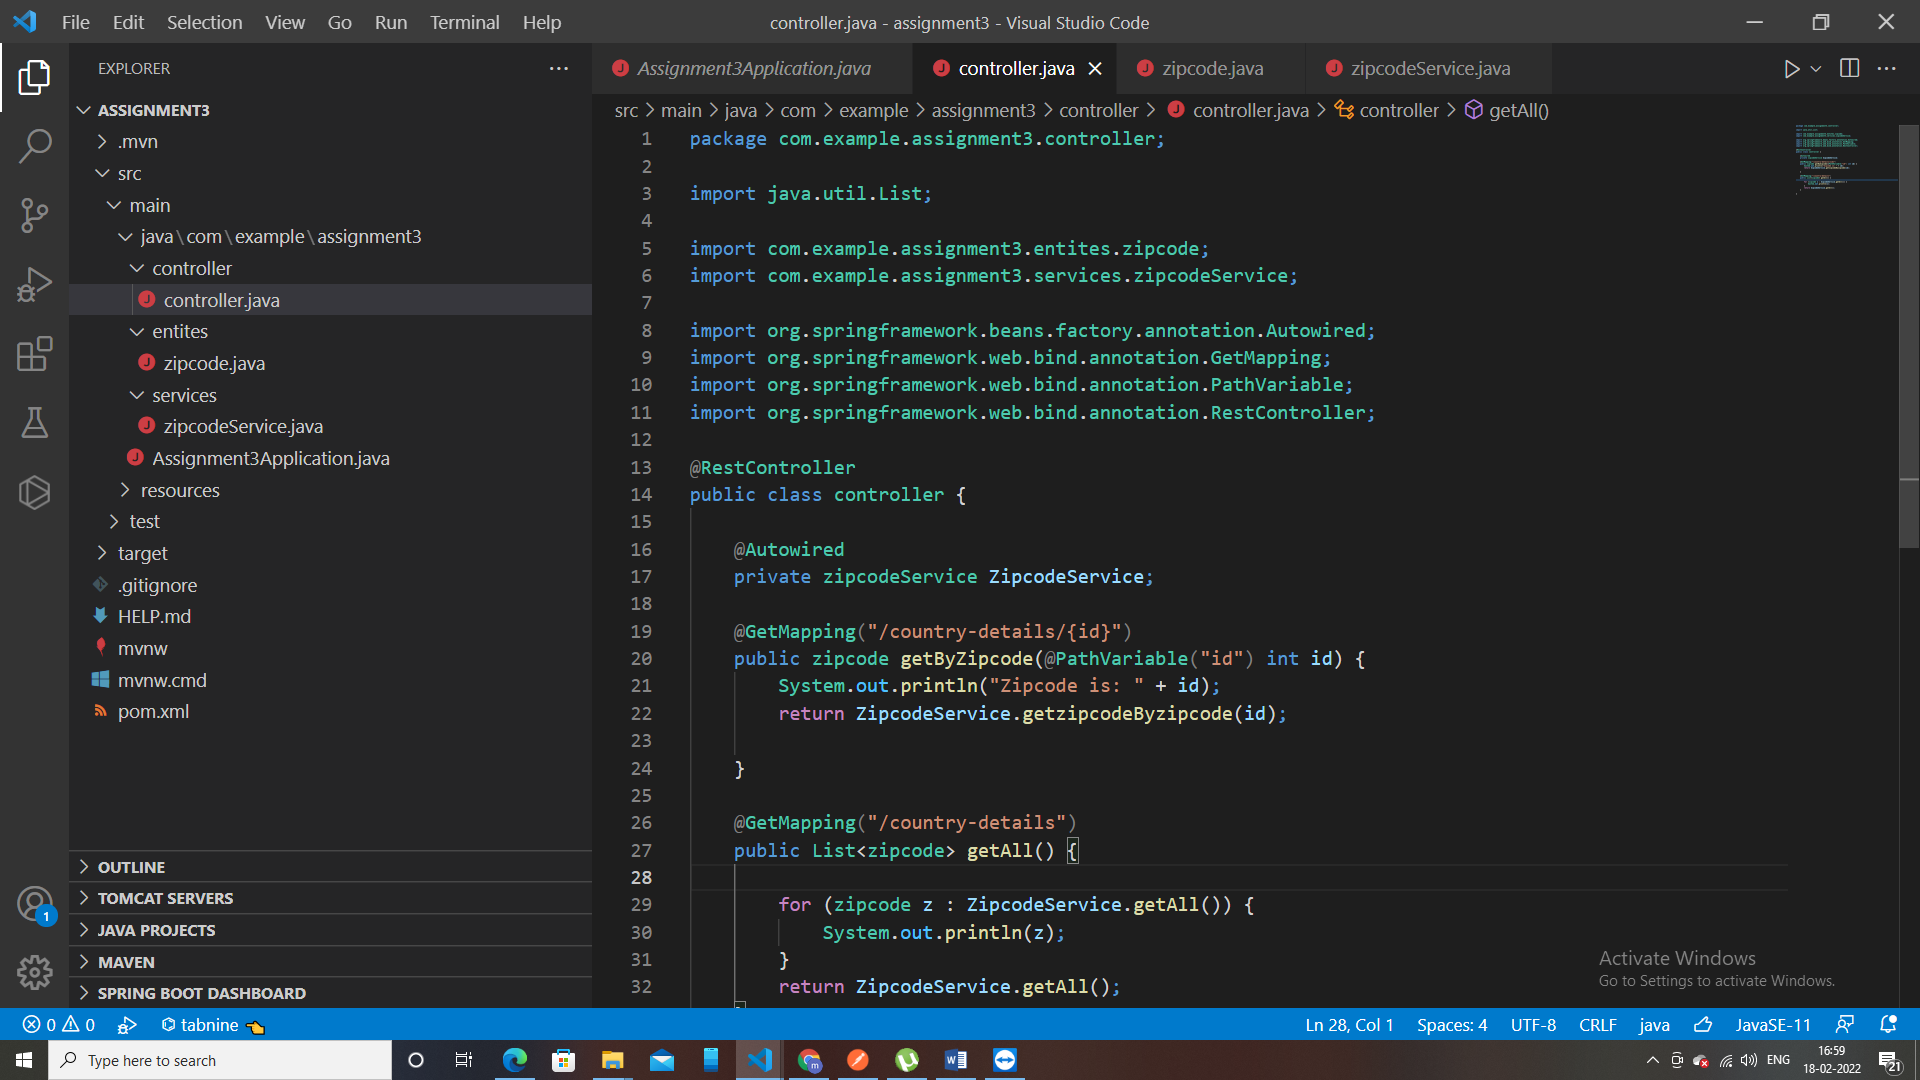 File Edit Selection View Go Run Terminal Help
controller.java - assignment3 - Visual Studio Code
EXPLORER
ASSIGNMENT3
.mvn
src
main
java\com\example\assignment3
controller
controller.java
entites
zipcode.java
services
zipcodeService.java
Assignment3Application.java
resources
test
target
.gitignore
HELP.md
mvnw
mvnw.cmd
pom.xml
OUTLINE
TOMCAT SERVERS
JAVA PROJECTS
MAVEN
SPRING BOOT DASHBOARD
1
Assignment3Application.java controller.java zipcode.java zipcodeService.java
src > main > java > com > example > assignment3 > controller > controller.java > controller > getAll()
1 package com.example.assignment3.controller;
2
3 import java.util.List;
4
5 import com.example.assignment3.entites.zipcode;
6 import com.example.assignment3.services.zipcodeService;
7
8 import org.springframework.beans.factory.annotation.Autowired;
9 import org.springframework.web.bind.annotation.GetMapping;
10 import org.springframework.web.bind.annotation.PathVariable;
11 import org.springframework.web.bind.annotation.RestController;
12
13 @RestController
14 public class controller {
15
16 @Autowired
17 private zipcodeService ZipcodeService;
18
19 @GetMapping("/country-details/{id}")
20 public zipcode getByZipcode(@PathVariable("id") int id) {
21 System.out.println("Zipcode is: " + id);
22 return ZipcodeService.getzipcodeByzipcode(id);
23
24 }
25
26 @GetMapping("/country-details")
27 public List<zipcode> getAll() {
28
29 for (zipcode z : ZipcodeService.getAll()) {
30 System.out.println(z);
31 }
32 return ZipcodeService.getAll();
Activate Windows
Go to Settings to activate Windows.
0 0 tabnine Ln 28, Col 1 Spaces: 4 UTF-8 CRLF java JavaSE-11
Type here to search
ENG
16:59
18-02-2022
21